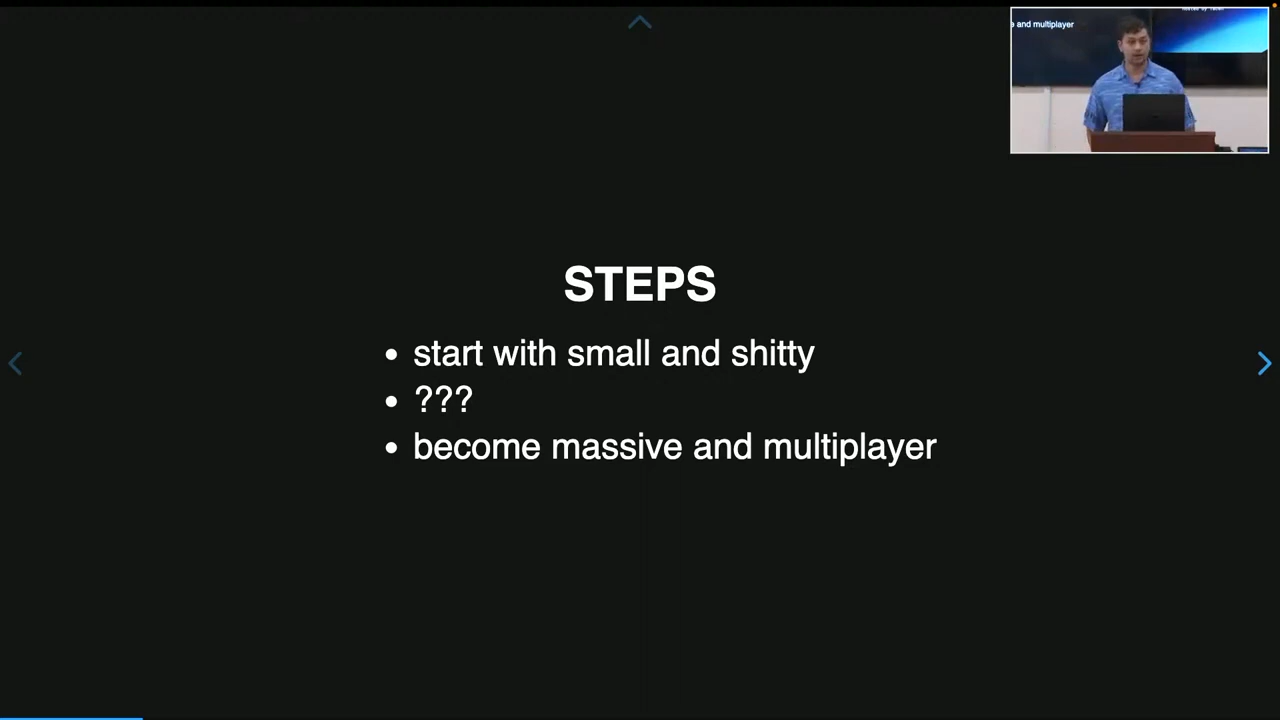 e and multiplayer
STEPS
start with small and shitty
???
become massive and multiplayer